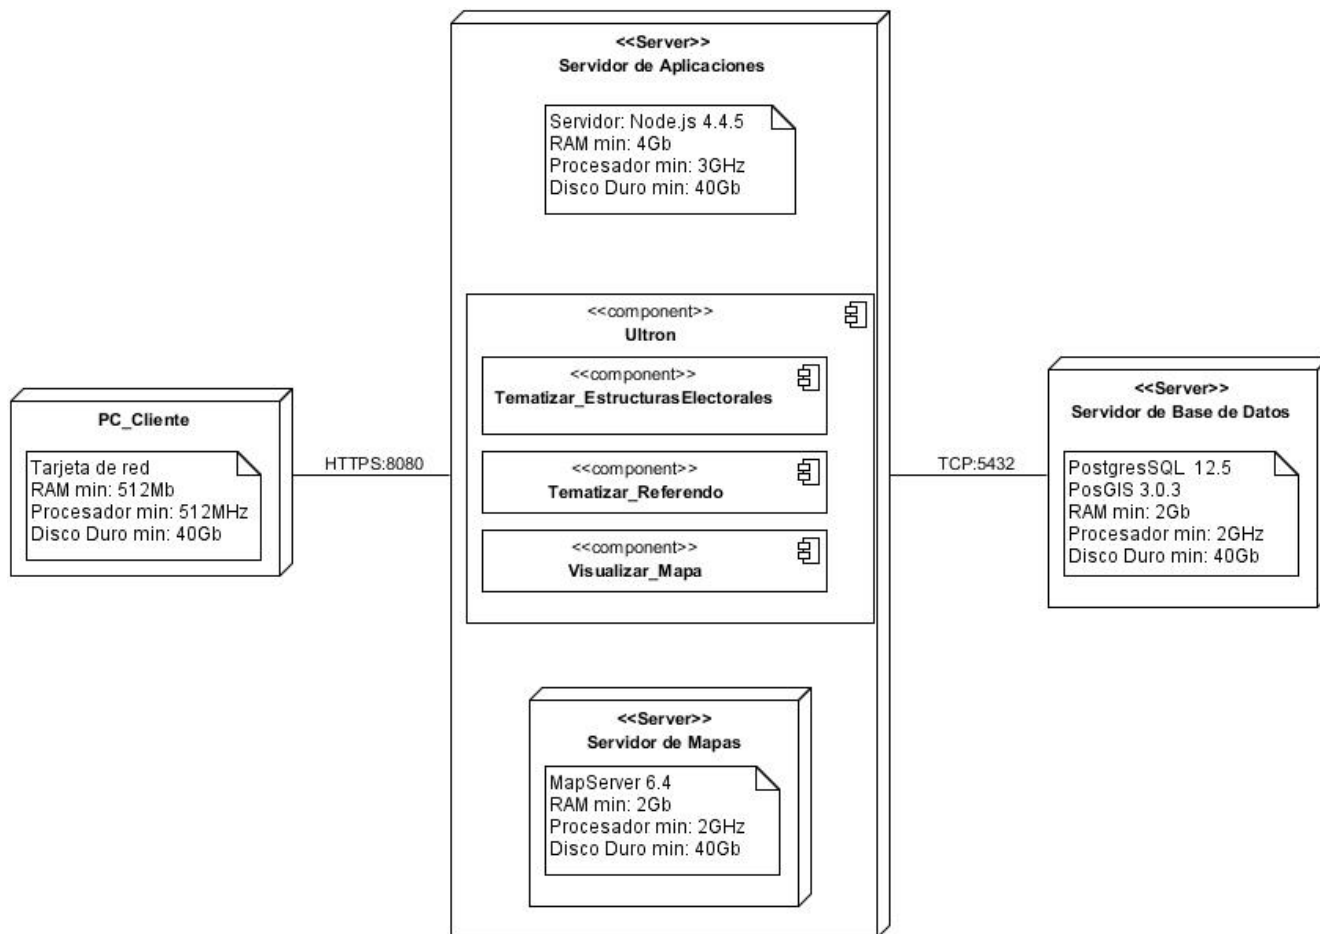 <<Server>>
Servidor de Aplicaciones
Servidor: Node.js 4.4.5
RAM min: 4Gb
Procesador min: 3GHz
Disco Duro min: 40Gb
<<component>>
Ultron
<<component>>
Tematizar_EstructurasElectorales
<<component>>
Tematizar_Referendo
<<component>>
Visualizar_Mapa
<<Server>>
Servidor de Mapas
MapServer 6.4
RAM min: 2Gb
Procesador min: 2GHz
Disco Duro min: 40Gb
PC_Cliente
Tarjeta de red
RAM min: 512Mb
Procesador min: 512MHz
Disco Duro min: 40Gb
HTTPS:8080
TCP:5432
<<Server>>
Servidor de Base de Datos
PostgresSQL 12.5
PosGIS 3.0.3
RAM min: 2Gb
Procesador min: 2GHz
Disco Duro min: 40Gb